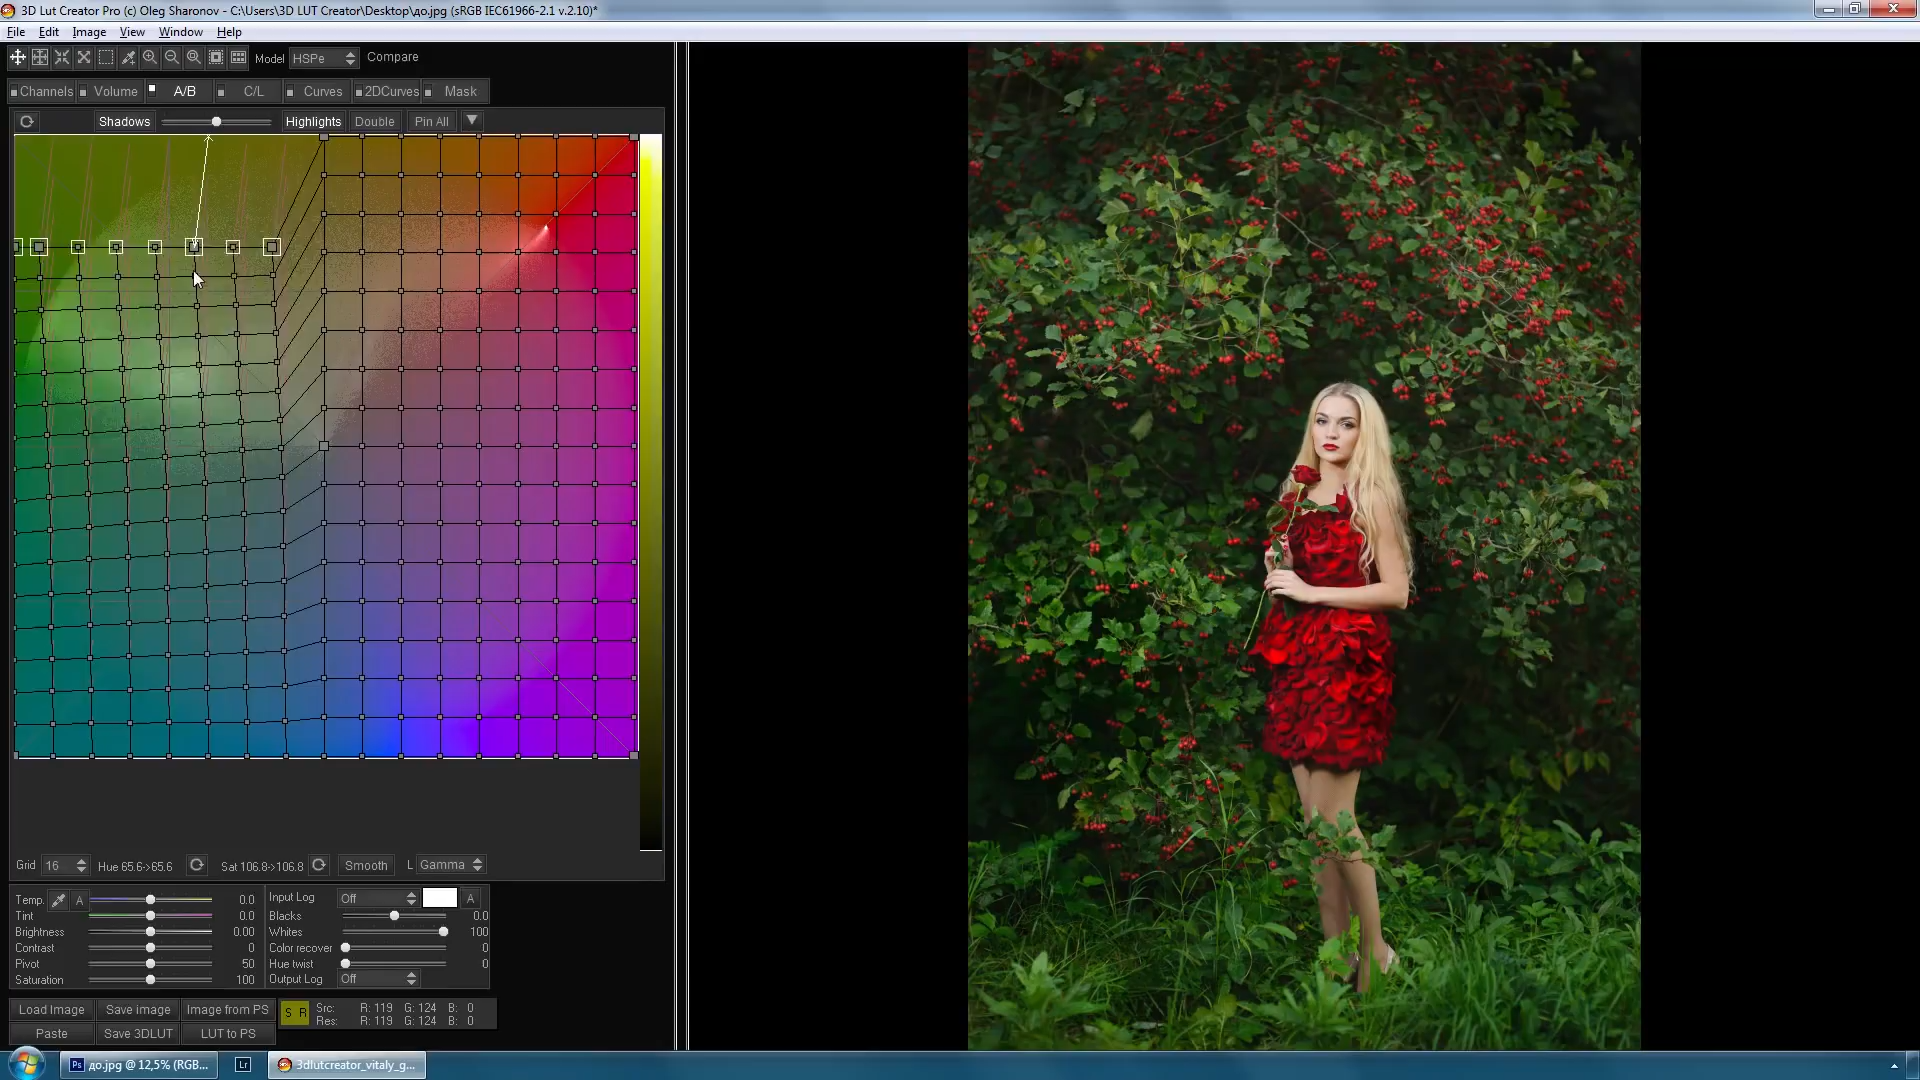 3D Lut Creator Pro (c) Oleg Sharonov - C:\Users\3D LUT Creator\Desktop\до.jpg (sRGB IEC61966-2.1 v.2.10)*
File Edit Image View Window Help
Model HSPe Compare
Channels Volume A/B C/L Curves 2DCurves Mask
Shadows Highlights Double Pin All
Grid 16 Hue 65.6->65.6 Sat 106.8->106.8 Smooth L Gamma
Temp. A 0.0
Tint 0.0
Brightness 0.00
Contrast 0
Pivot 50
Saturation 100
Input Log Off A
Blacks 0.0
Whites 100
Color recover 0
Hue twist 0
Output Log Off
Load Image Save image Image from PS
Paste Save 3DLUT LUT to PS
S R
Src: R: 119 G: 124 B: 0
Res: R: 119 G: 124 B: 0
Ps до.jpg @ 12,5% (RGB... Lr 3dlutcreator_vitaly_g...